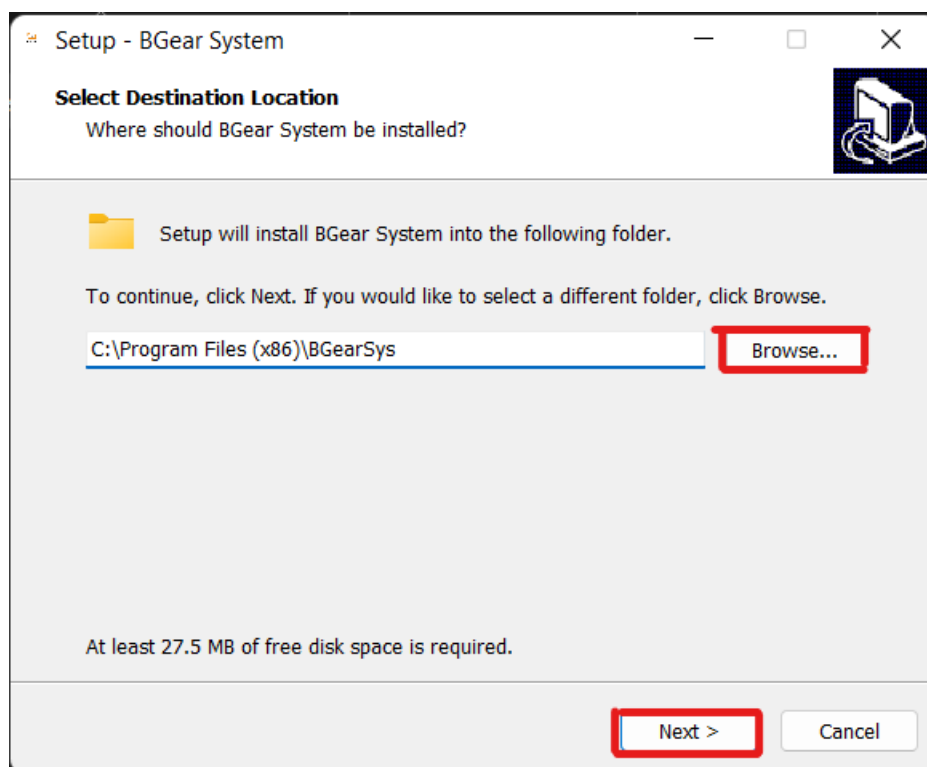 Setup - BGear System
Select Destination Location
Where should BGear System be installed?
Setup will install BGear System into the following folder.
To continue, click Next. If you would like to select a different folder, click Browse.
C:\Program Files (x86)\BGearSys
Browse...
At least 27.5 MB of free disk space is required.
Next >
Cancel